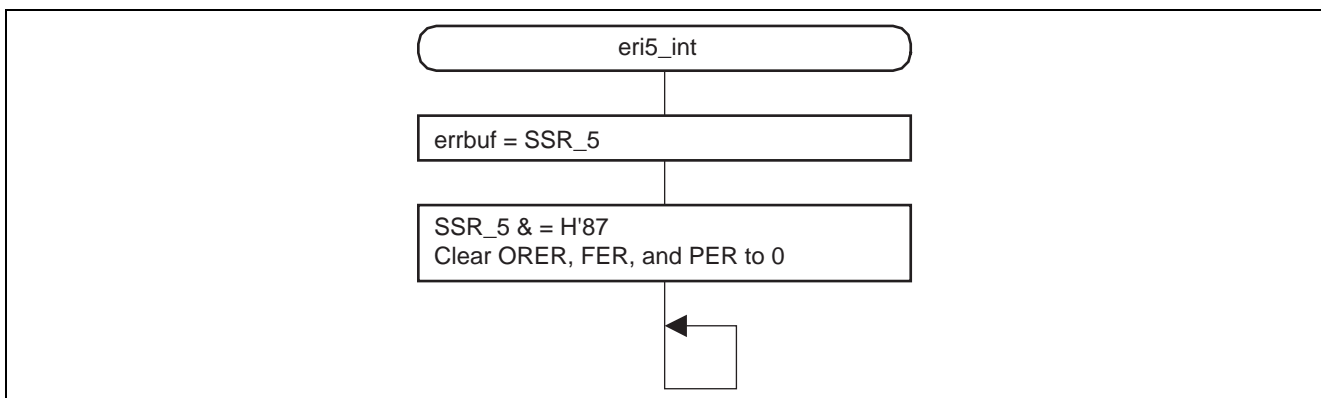 eri5_int
errbuf = SSR_5
SSR_5 & = H'87
Clear ORER, FER, and PER to 0